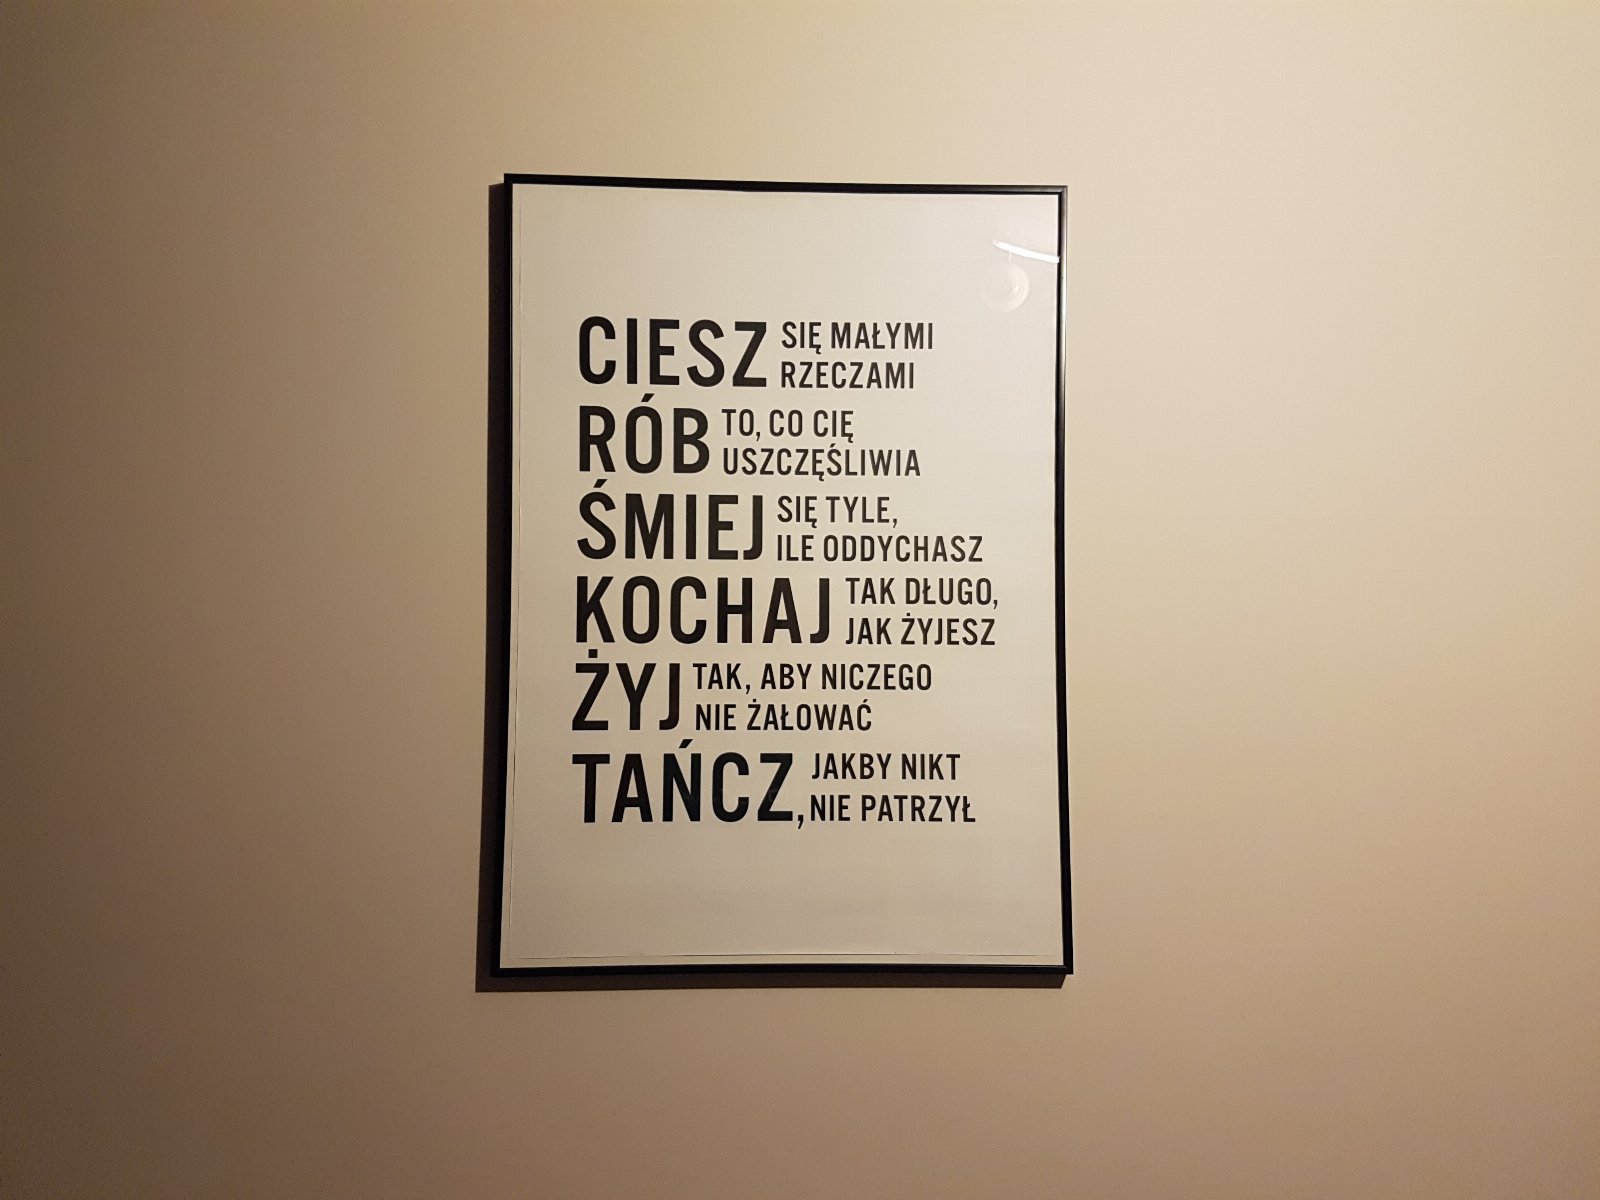 CIESZ SIĘ MAŁYMI
RZECZAMI
RÓB TO, CO CIĘ
USZCZĘŚLIWIA
ŚMIEJ SIĘ TYLE,
ILE ODDYCHASZ
KOCHAJ TAK DŁUGO,
JAK ŻYJESZ
ŻYJ TAK, ABY NICZEGO
NIE ŻAŁOWAĆ
TAŃCZ, JAKBY NIKT
NIE PATRZYŁ